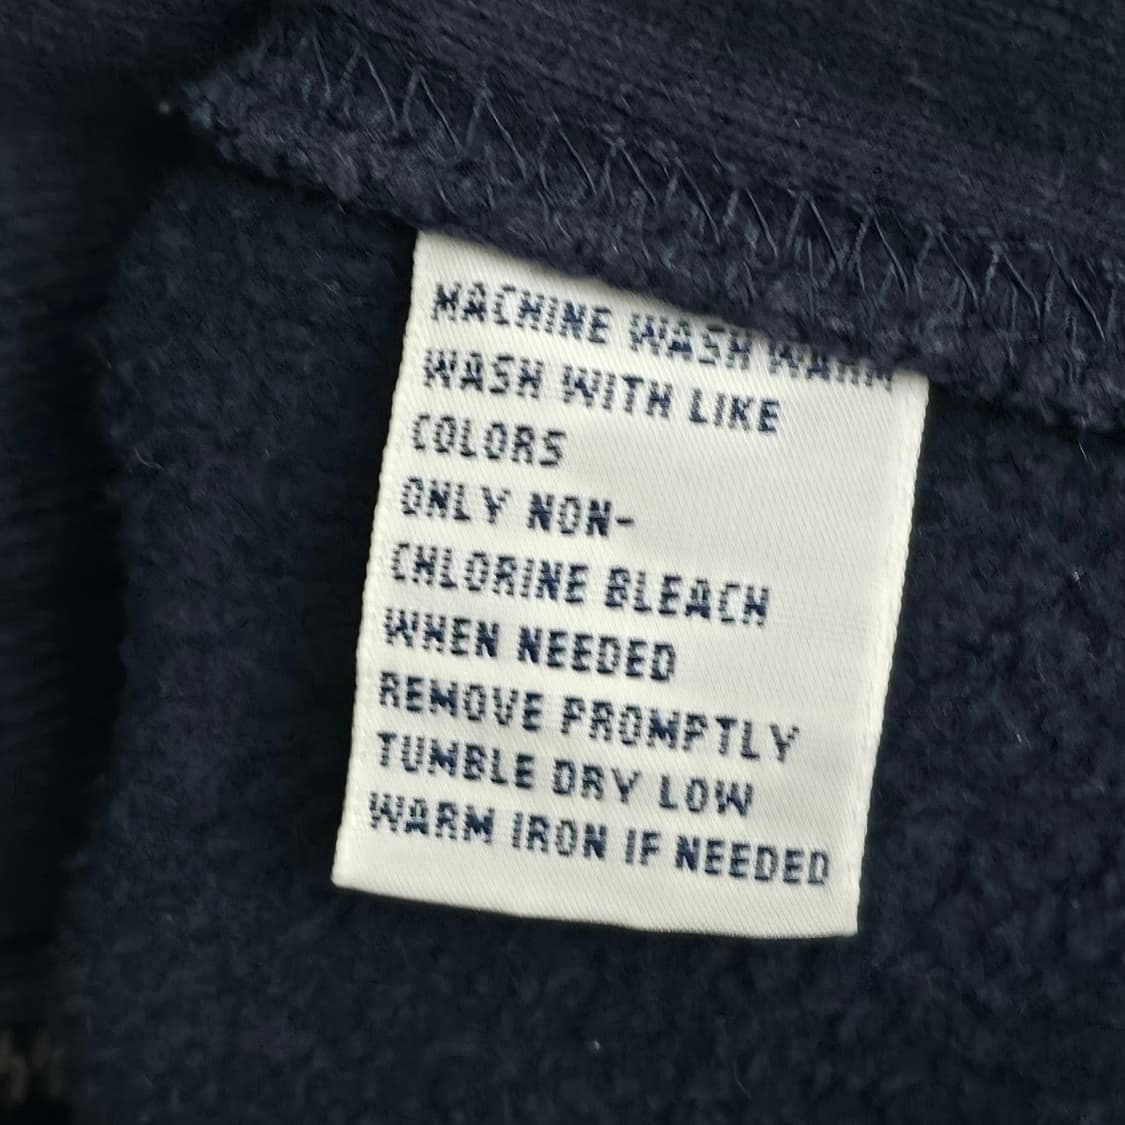 MACHINE WASH WARM
WASH WITH LIKE
COLORS
ONLY NON-
CHLORINE BLEACH
WHEN NEEDED
REMOVE PROMPTLY
TUMBLE DRY LOW
WARM IRON IF NEEDED